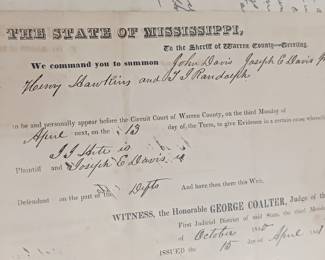 THE STATE OF MISSISSIPPI,
To the Sheriff of Warren County—Greeting.
We command you to summon John Davis Joseph E Davis
Henry Hawkins and T J Randolph
to be and personally appear before the Circuit Court of Warren County, on the third Monday of
April next, on the 13 day of the Term, to give Evidence in a certain cause wherein
J J Hite is
Plaintiff and Joseph E Davis, is
Defendant on the part of the Defts And have then there this Writ.
WITNESS, the Honorable GEORGE COALTER, Judge of the
First Judicial District of said State, the third Monday
of October
ISSUED the 15 day of April